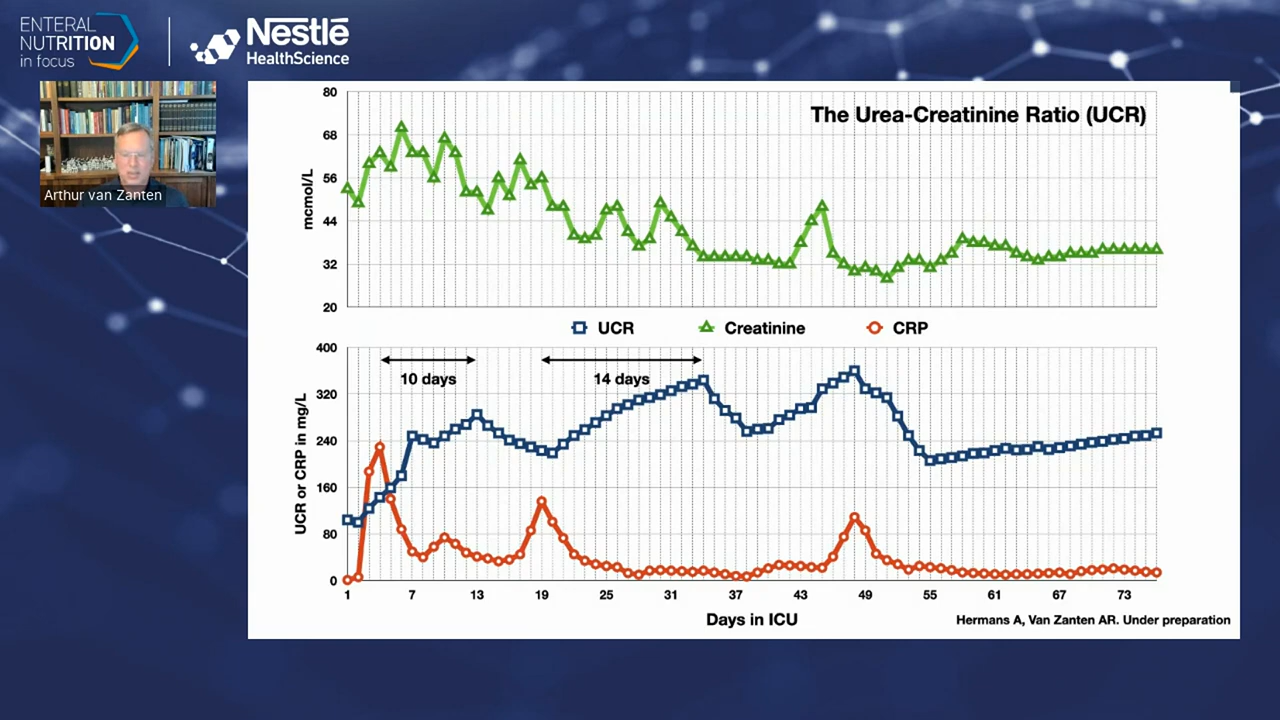 ENTERAL
NUTRITION
in focus
Nestlé
HealthScience
Arthur van Zanten
The Urea-Creatinine Ratio (UCR)
80
68
56
44
32
20
mcmol/L
UCR
Creatinine
CRP
400
320
240
160
80
0
UCR or CRP in mg/L
10 days
14 days
1 7 13 19 25 31 37 43 49 55 61 67 73
Days in ICU
Hermans A, Van Zanten AR. Under preparation